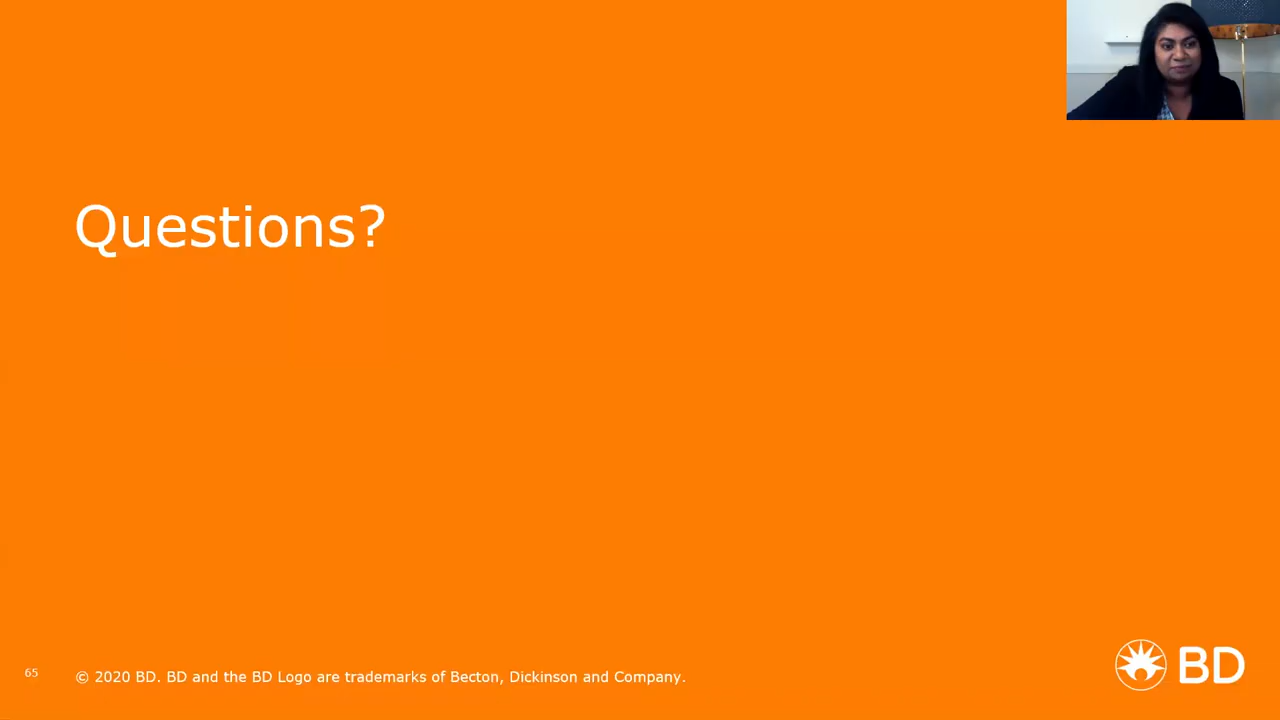 Questions?
65
© 2020 BD. BD and the BD Logo are trademarks of Becton, Dickinson and Company.
BD